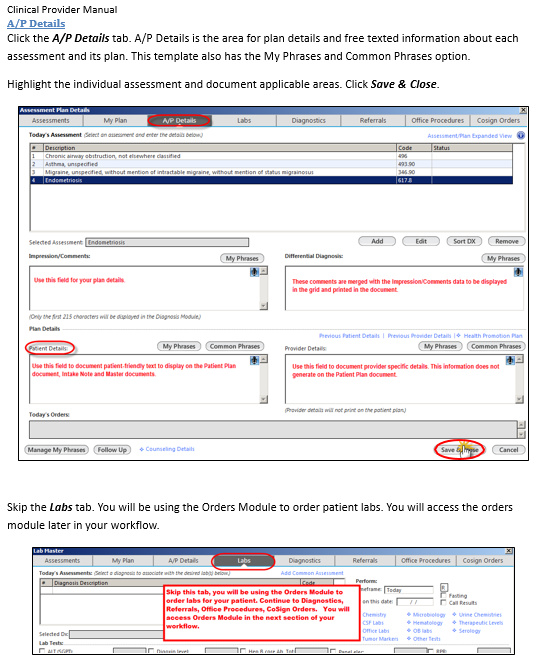 Clinical Provider Manual
A/P Details
Click the A/P Details tab. A/P Details is the area for plan details and free texted information about each
assessment and its plan. This template also has the My Phrases and Common Phrases option.
Highlight the individual assessment and document applicable areas. Click Save & Close.
Assessment Plan Details
Assessments My Plan A/P Details Labs Diagnostics Referrals Office Procedures Cosign Orders
Today's Assessment (Select an assessment and enter the details below.) Assessment/Plan Expanded View
# Description Code Status
1 Chronic airway obstruction, not elsewhere classified 496
2 Asthma, unspecified 493.90
3 Migraine, unspecified, without mention of intractable migraine, without mention of status migrainosus 346.90
4 Endometriosis 617.8
Selected Assessment: Endometriosis Add Edit Sort DX Remove
Impression/Comments: My Phrases Differential Diagnosis: My Phrases
Use this field for your plan details.
These comments are merged with the Impression/Comments data to be displayed
in the grid and printed in the document.
(Only the first 215 characters will be displayed in the Diagnosis Module)
Plan Details
Previous Patient Details | Previous Provider Details | Health Promotion Plan
Patient Details: My Phrases Common Phrases Provider Details: My Phrases Common Phrases
Use this field to document patient-friendly text to display on the Patient Plan
document, Intake Note and Master documents.
Use this field to document provider specific details. This information does not
generate on the Patient Plan document.
(Provider details will not print on the patient plan)
Today's Orders:
Manage My Phrases Follow Up Counseling Details Save & Close Cancel
Skip the Labs tab. You will be using the Orders Module to order patient labs. You will access the orders
module later in your workflow.
Lab Master
Assessments My Plan A/P Details Labs Diagnostics Referrals Office Procedures Cosign Orders
Today's Assessments: (Select a diagnosis to associate with the desired lab(s) below.) Add Common Assessment
# Diagnosis Description Code
Perform:
Today
on this date: / /
Fasting
Call Results
Skip this tab, you will be using the Orders Module to
order labs for your patient. Continue to Diagnostics,
Referrals, Office Procedures, CoSign Orders. You will
access Orders Module in the next section of your
workflow.
Chemistry Microbiology Urine Chemistries
CSF Labs Hematology Therapeutic Levels
Office Labs OB labs Serology
Tumor Markers Other Tests
Selected Dx:
Lab Tests: